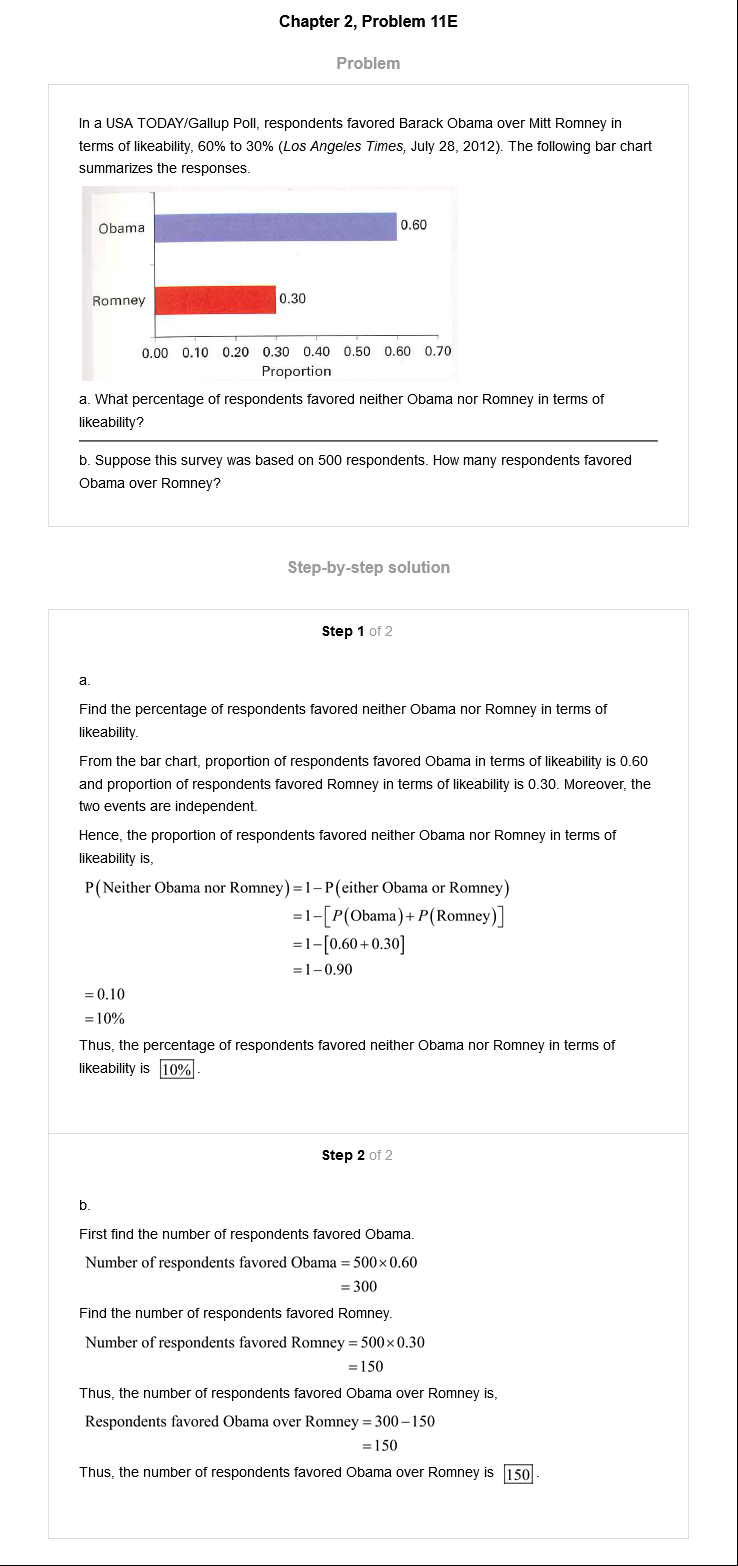 Chapter 2, Problem 11E
Problem
In a USA TODAY/Gallup Poll, respondents favored Barack Obama over Mitt Romney in
terms of likeability, 60% to 30% (Los Angeles Times, July 28, 2012). The following bar chart
summarizes the responses.
Obama 0.60
Romney 0.30
0.00 0.10 0.20 0.30 0.40 0.50 0.60 0.70
Proportion
a. What percentage of respondents favored neither Obama nor Romney in terms of
likeability?
b. Suppose this survey was based on 500 respondents. How many respondents favored
Obama over Romney?
Step-by-step solution
Step 1 of 2
a.
Find the percentage of respondents favored neither Obama nor Romney in terms of
likeability.
From the bar chart, proportion of respondents favored Obama in terms of likeability is 0.60
and proportion of respondents favored Romney in terms of likeability is 0.30. Moreover, the
two events are independent.
Hence, the proportion of respondents favored neither Obama nor Romney in terms of
likeability is,
P(Neither Obama nor Romney) = 1 − P(either Obama or Romney)
= 1 − [P(Obama) + P(Romney)]
= 1 − [0.60 + 0.30]
= 1 − 0.90
= 0.10
= 10%
Thus, the percentage of respondents favored neither Obama nor Romney in terms of
likeability is 10%.
Step 2 of 2
b.
First find the number of respondents favored Obama.
Number of respondents favored Obama = 500 × 0.60
= 300
Find the number of respondents favored Romney.
Number of respondents favored Romney = 500 × 0.30
= 150
Thus, the number of respondents favored Obama over Romney is,
Respondents favored Obama over Romney = 300 − 150
= 150
Thus, the number of respondents favored Obama over Romney is 150.